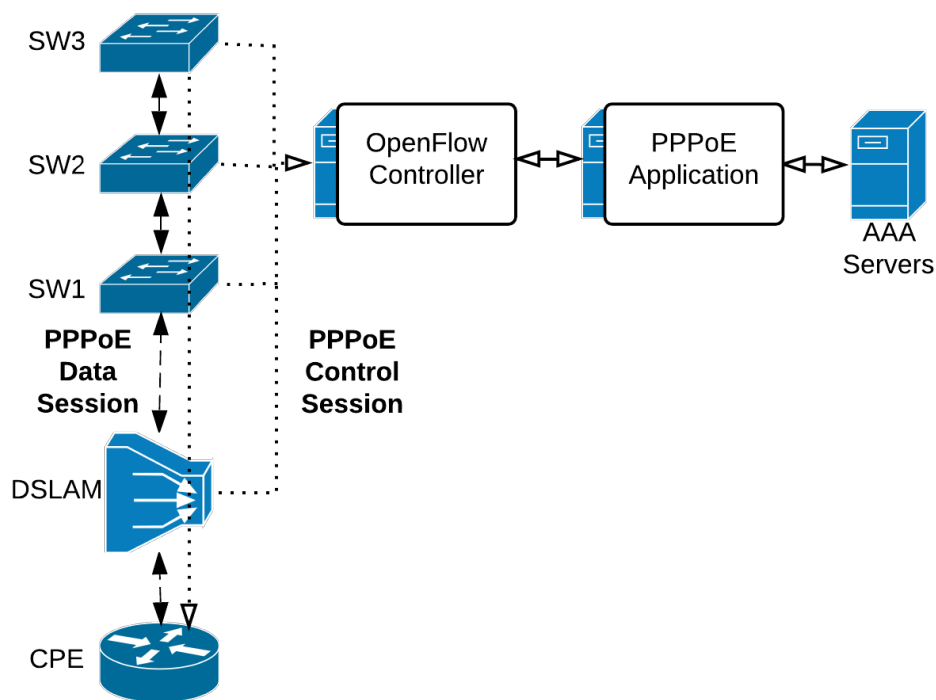 SW3
SW2
SW1
OpenFlow
Controller
PPPoE
Application
AAA
Servers
PPPoE
Data
Session
PPPoE
Control
Session
DSLAM
CPE